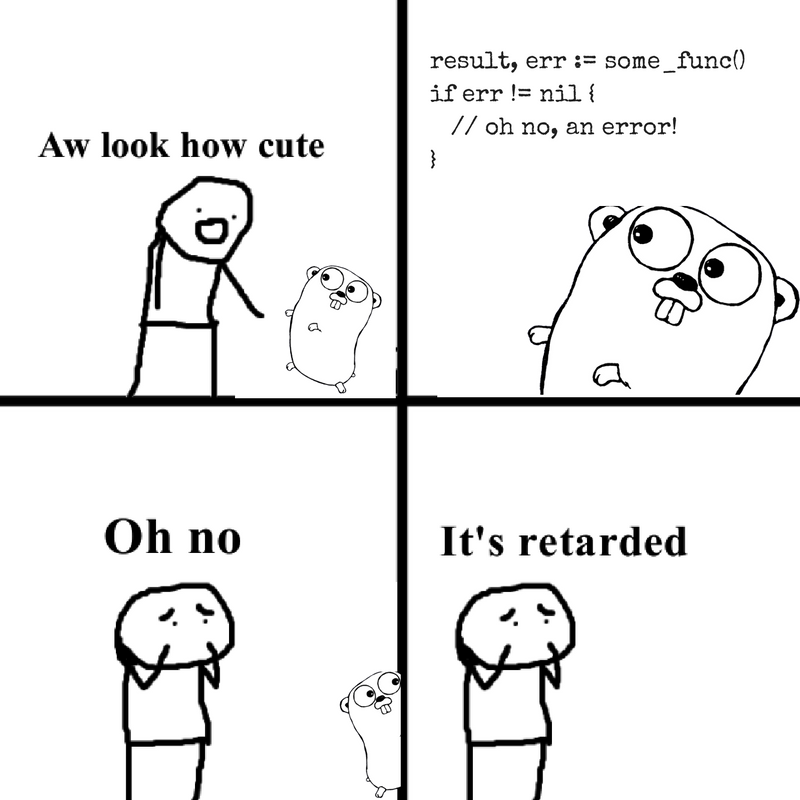 Aw look how cute
result, err := some_func()
if err != nil {
// oh no, an error!
}
Oh no
It's retarded